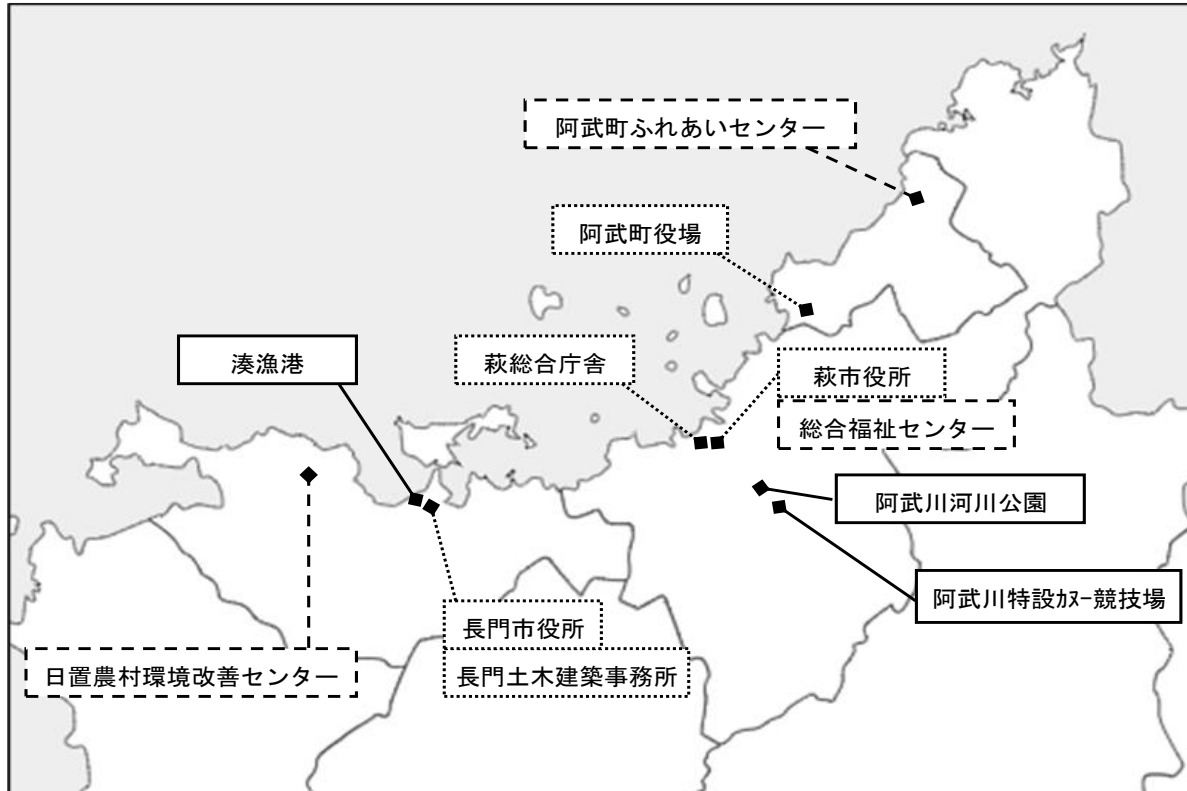 阿武町ふれあいセンター
阿武町役場
湊漁港
萩総合庁舎
萩市役所
総合福祉センター
阿武川河川公園
阿武川特設ｶﾇｰ競技場
長門市役所
日置農村環境改善センター
長門土木建築事務所